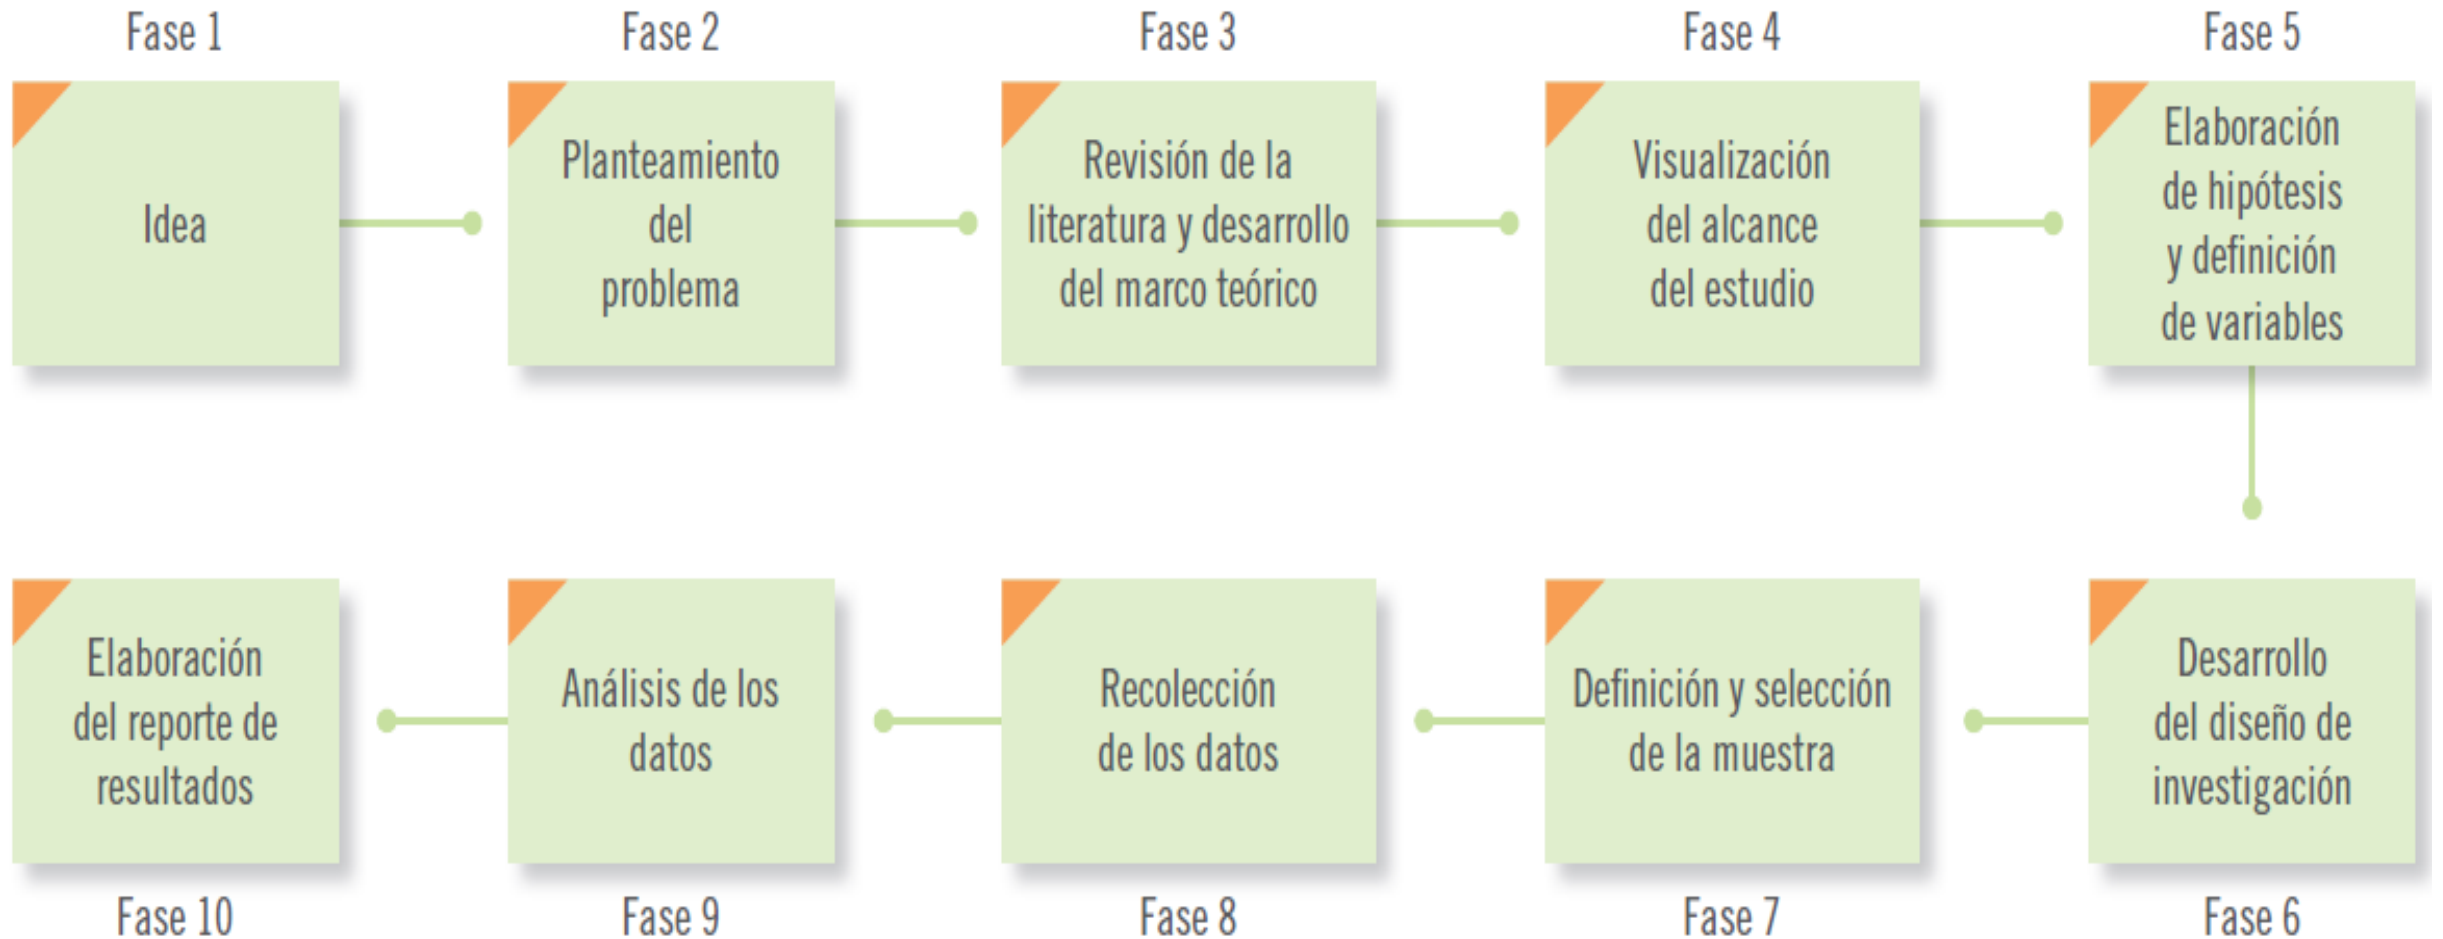 Fase 1
Idea
Fase 2
Planteamiento
del
problema
Fase 3
Revisión de la
literatura y desarrollo
del marco teórico
Fase 4
Visualización
del alcance
del estudio
Fase 5
Elaboración
de hipótesis
y definición
de variables
Desarrollo
del diseño de
investigación
Fase 6
Definición y selección
de la muestra
Fase 7
Recolección
de los datos
Fase 8
Análisis de los
datos
Fase 9
Elaboración
del reporte de
resultados
Fase 10